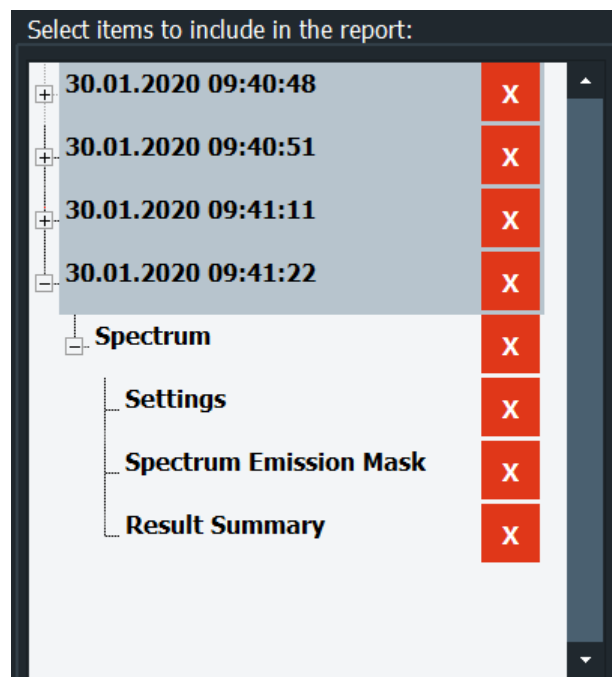 Select items to include in the report:
30.01.2020 09:40:48 X
30.01.2020 09:40:51 X
30.01.2020 09:41:11 X
30.01.2020 09:41:22 X
Spectrum X
Settings X
Spectrum Emission Mask X
Result Summary X